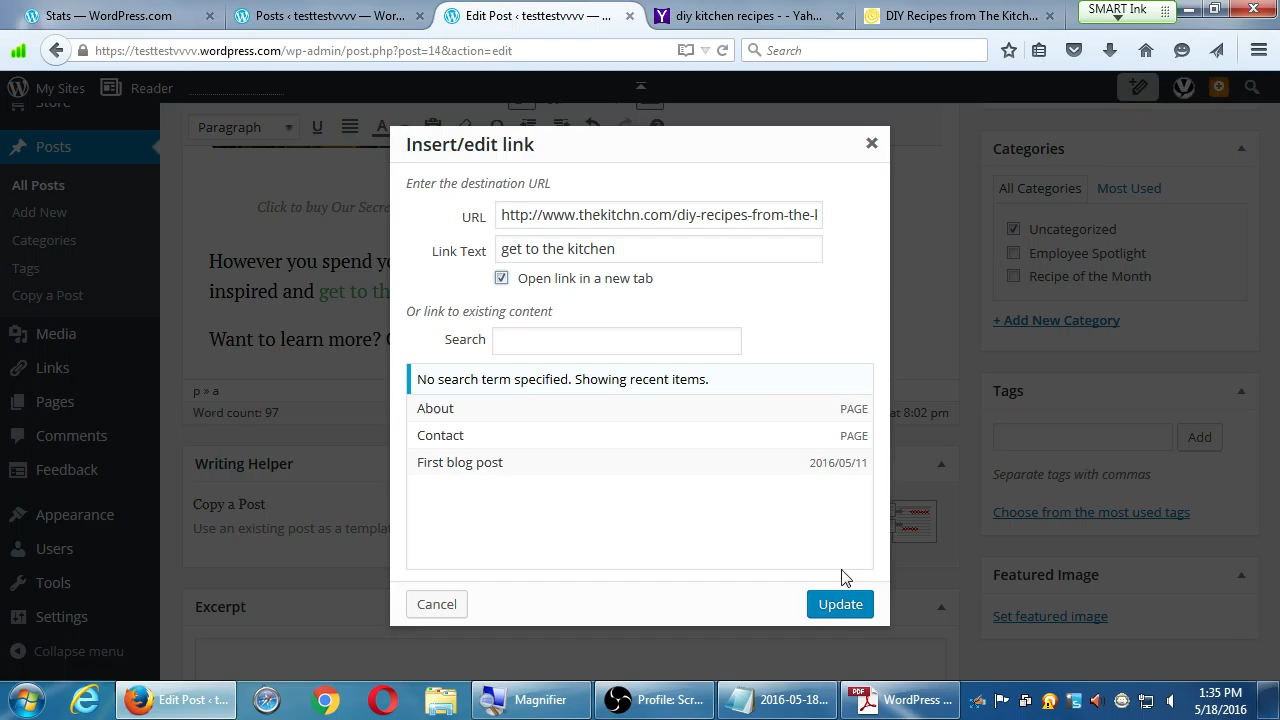 Stats — WordPress.com
Posts ‹ testtestvvvv — Wor...
Edit Post ‹ testtestvvvv — ...
diy kitchen recipes - - Yah...
DIY Recipes from The Kitch...
SMART Ink
https://testtestvvvv.wordpress.com/wp-admin/post.php?post=14&action=edit
Search
My Sites
Reader
Store
Posts
All Posts
Add New
Categories
Tags
Copy a Post
Media
Links
Pages
Comments
Feedback
Appearance
Users
Tools
Settings
Collapse menu
Paragraph
Click to buy Our Secre
However you spend yo
inspired and get to th
Want to learn more? C
p » a
Word count: 97
at 8:02 pm
Writing Helper
Copy a Post
Use an existing post as a templa
Excerpt
Insert/edit link
Enter the destination URL
URL
http://www.thekitchn.com/diy-recipes-from-the-l
Link Text
get to the kitchen
Open link in a new tab
Or link to existing content
Search
No search term specified. Showing recent items.
About PAGE
Contact PAGE
First blog post 2016/05/11
Cancel
Update
Categories
All Categories
Most Used
Uncategorized
Employee Spotlight
Recipe of the Month
+ Add New Category
Tags
Add
Separate tags with commas
Choose from the most used tags
Featured Image
Set featured image
Edit Post ‹ t...
Magnifier
Profile: Scr...
2016-05-18...
PDF
WordPress ...
1:35 PM
5/18/2016